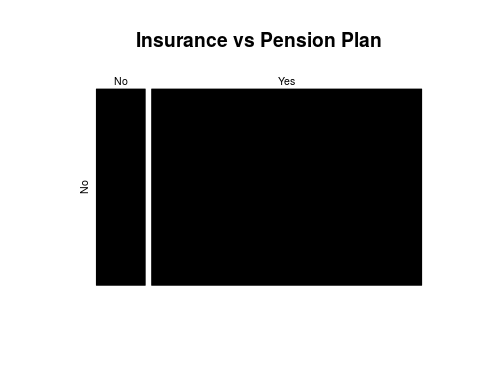 Insurance vs Pension Plan
No Yes
No